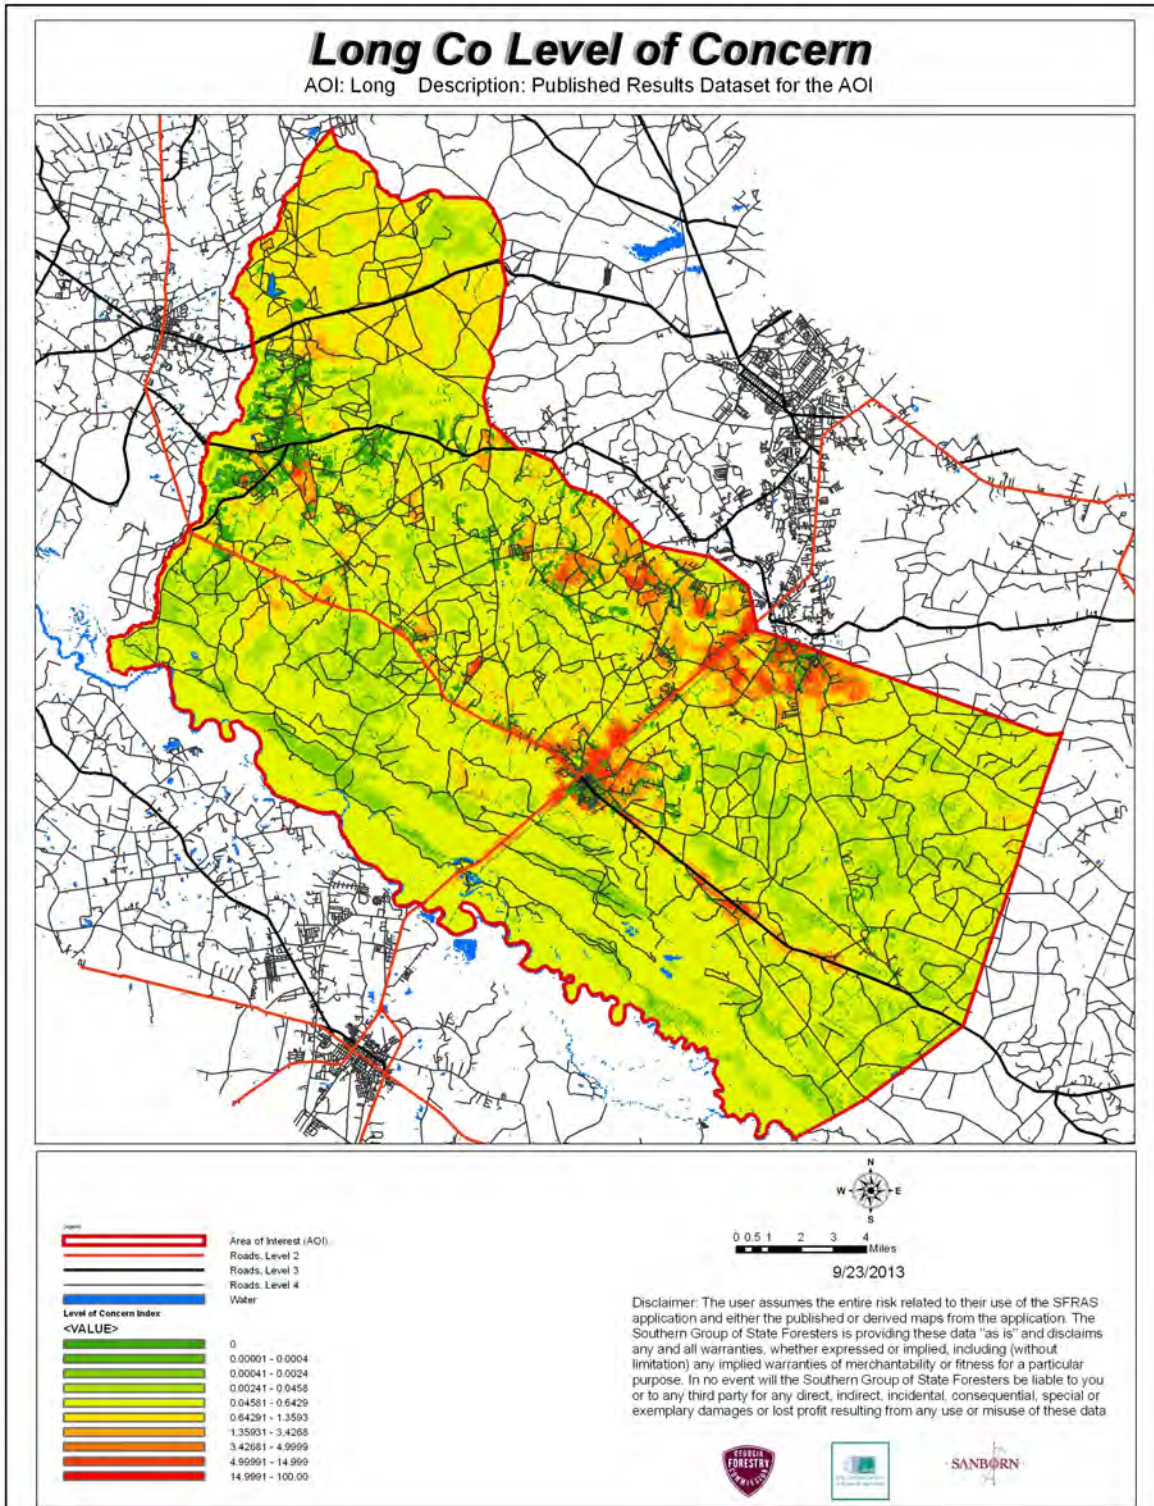 Long Co Level of Concern
AOI: Long Description: Published Results Dataset for the AOI
Legend
Area of Interest (AOI)
Roads, Level 2
Roads, Level 3
Roads, Level 4
Water
Level of Concern Index
<VALUE>
0
0.00001 - 0.0004
0.00041 - 0.0024
0.00241 - 0.0458
0.04581 - 0.6429
0.64291 - 1.3593
1.35931 - 3.4268
3.42681 - 4.9999
4.99991 - 14.999
14.9991 - 100.00
N
W E
S
0 0.5 1 2 3 4
Miles
9/23/2013
Disclaimer: The user assumes the entire risk related to their use of the SFRAS
application and either the published or derived maps from the application. The
Southern Group of State Foresters is providing these data "as is" and disclaims
any and all warranties, whether expressed or implied, including (without
limitation) any implied warranties of merchantability or fitness for a particular
purpose. In no event will the Southern Group of State Foresters be liable to you
or to any third party for any direct, indirect, incidental, consequential, special or
exemplary damages or lost profit resulting from any use or misuse of these data
GEORGIA
FORESTRY
COMMISSION
SANBORN